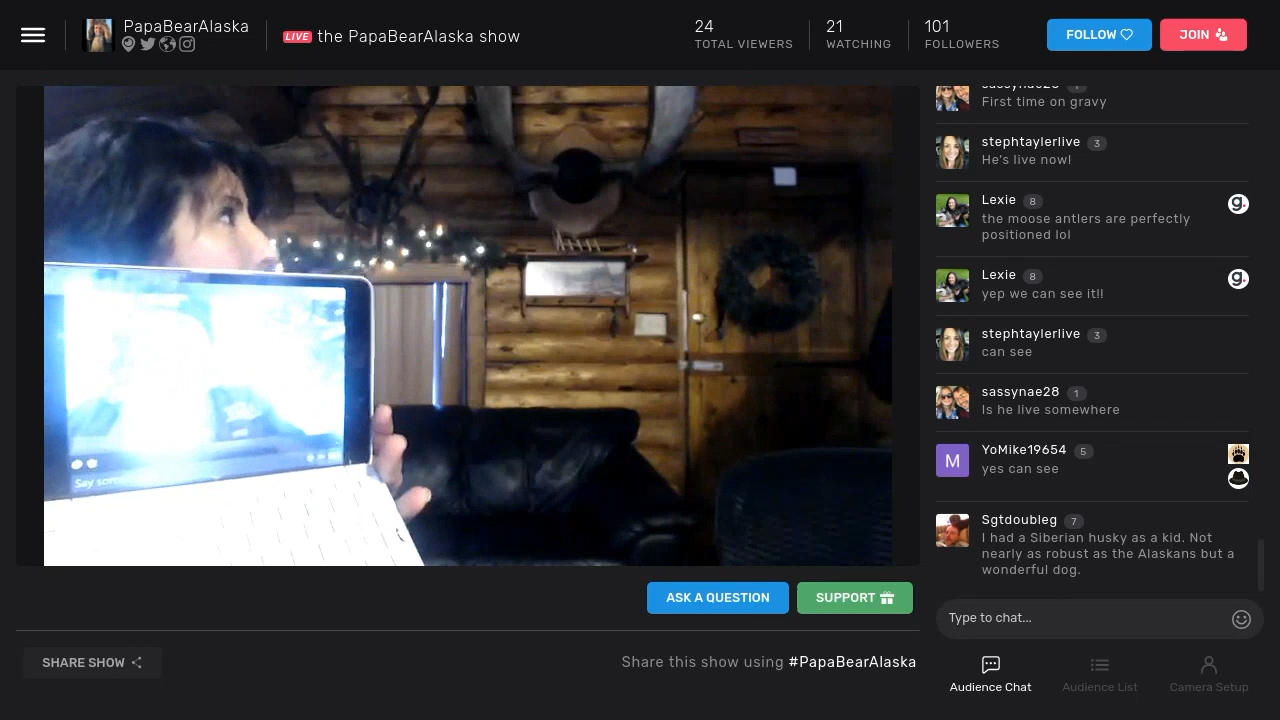 PapaBearAlaska
LIVE the PapaBearAlaska show
24
TOTAL VIEWERS
21
WATCHING
101
FOLLOWERS
FOLLOW
JOIN
First time on gravy
stephtaylerlive 3
He's live now!
Lexie 8
the moose antlers are perfectly
positioned lol
Lexie 8
yep we can see it!!
stephtaylerlive 3
can see
sassynae28 1
Is he live somewhere
M
YoMike19654 5
yes can see
Sgtdoubleg 7
I had a Siberian husky as a kid. Not
nearly as robust as the Alaskans but a
wonderful dog.
g.
g.
Say
ASK A QUESTION
SUPPORT
Type to chat...
SHARE SHOW
Share this show using #PapaBearAlaska
Audience Chat
Audience List
Camera Setup